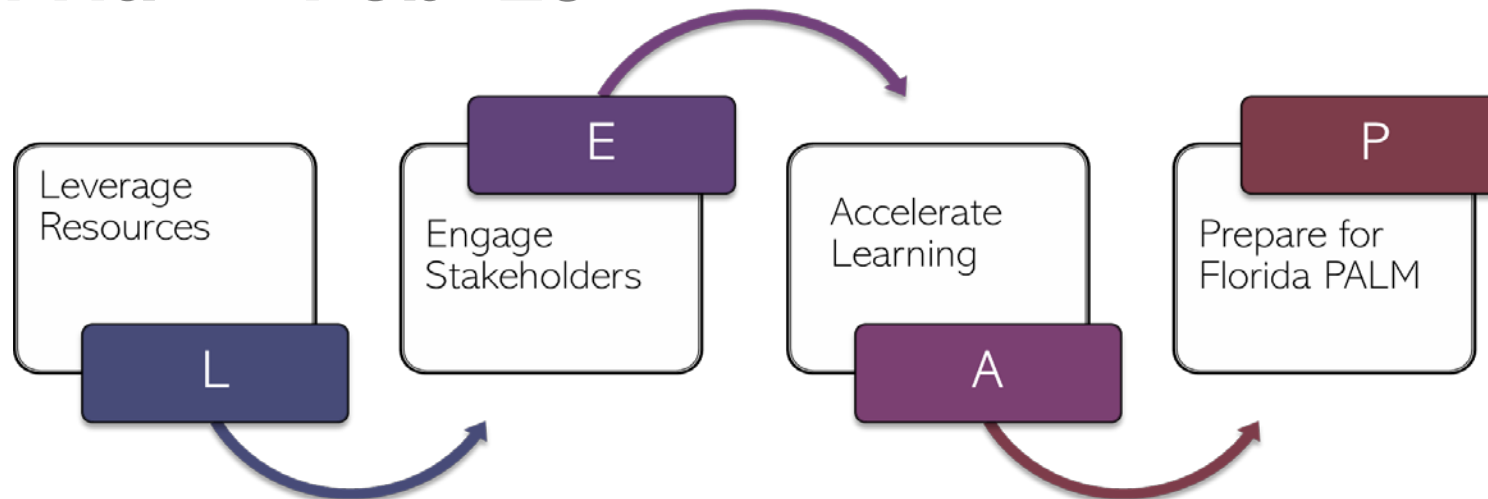 Leverage
Resources
L
E
Engage
Stakeholders
Accelerate
Learning
A
P
Prepare for
Florida PALM